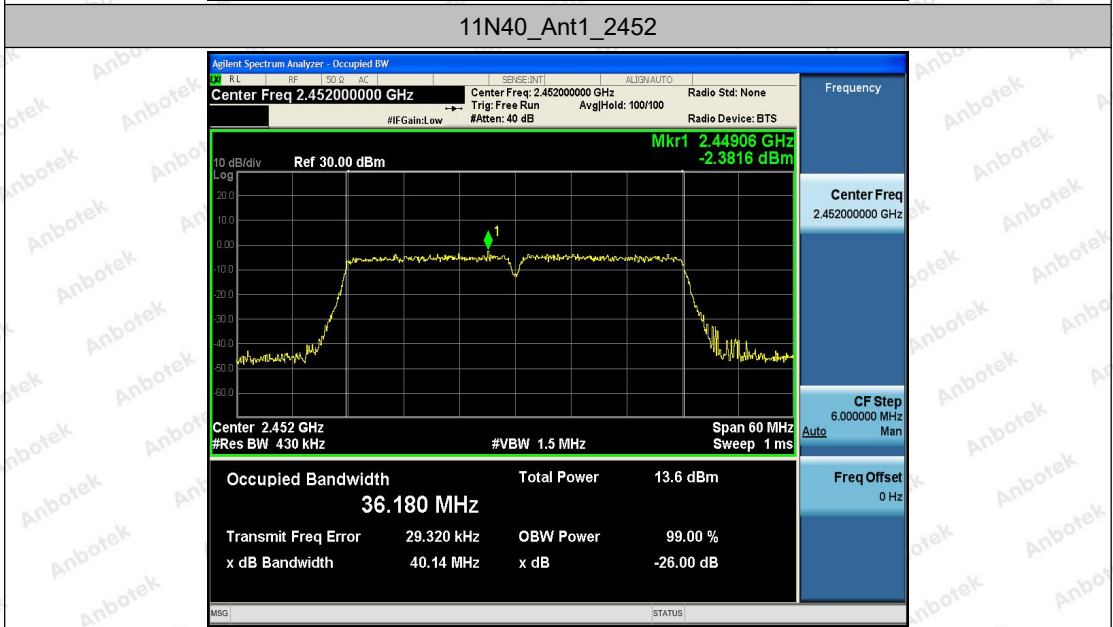 11N40_Ant1_2452
Agilent Spectrum Analyzer - Occupied BW
LXI RL RF 50 Ω AC SENSE:INT ALIGNAUTO
Center Freq 2.452000000 GHz
Center Freq: 2.452000000 GHz Radio Std: None
Trig: Free Run Avg|Hold: 100/100
#IFGain:Low #Atten: 40 dB Radio Device: BTS
Mkr1 2.44906 GHz
-2.3816 dBm
10 dB/div Ref 30.00 dBm
Log
20.0
10.0
0.00
-10.0
-20.0
-30.0
-40.0
-50.0
-60.0
1
Center 2.452 GHz Span 60 MHz
#Res BW 430 kHz #VBW 1.5 MHz Sweep 1 ms
Occupied Bandwidth Total Power 13.6 dBm
36.180 MHz
Transmit Freq Error 29.320 kHz OBW Power 99.00 %
x dB Bandwidth 40.14 MHz x dB -26.00 dB
MSG STATUS
Frequency
Center Freq
2.452000000 GHz
CF Step
6.000000 MHz
Auto Man
Freq Offset
0 Hz
Anbotek